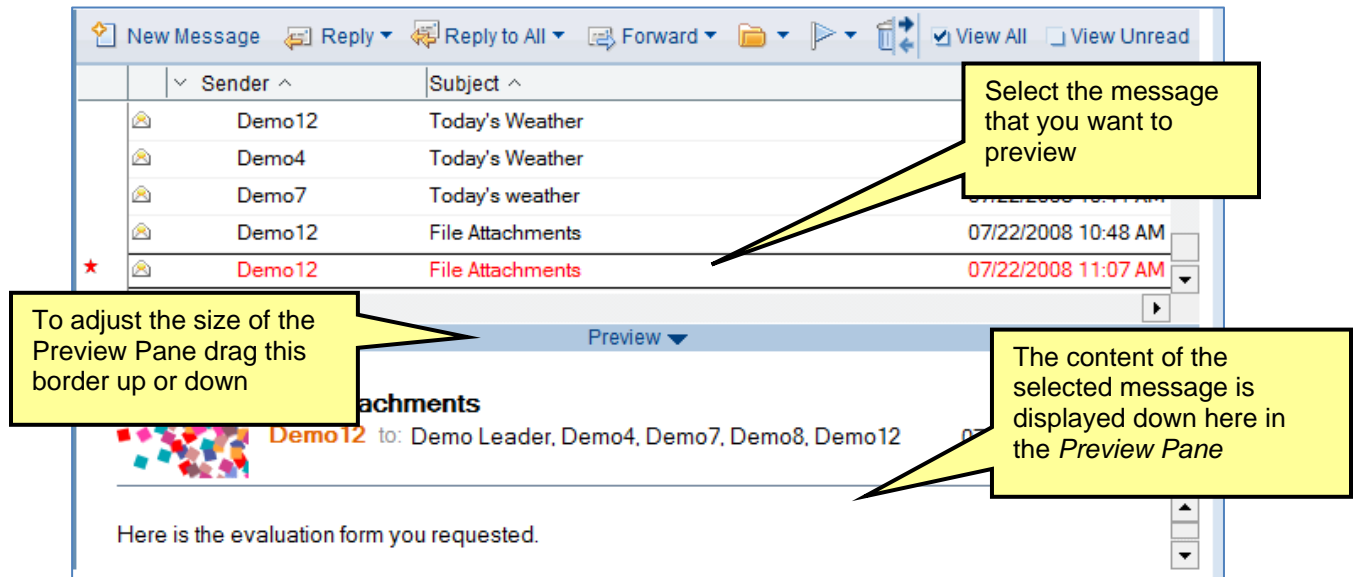 New Message Reply Reply to All Forward View All View Unread
Sender Subject
Select the message
that you want to
preview
Demo12 Today's Weather
Demo4 Today's Weather
Demo7 Today's weather
Demo12 File Attachments 07/22/2008 10:48 AM
Demo12 File Attachments 07/22/2008 11:07 AM
To adjust the size of the
Preview Pane drag this
border up or down
Preview
The content of the
selected message is
displayed down here in
the Preview Pane
Demo12 to: Demo Leader, Demo4, Demo7, Demo8, Demo12
Here is the evaluation form you requested.